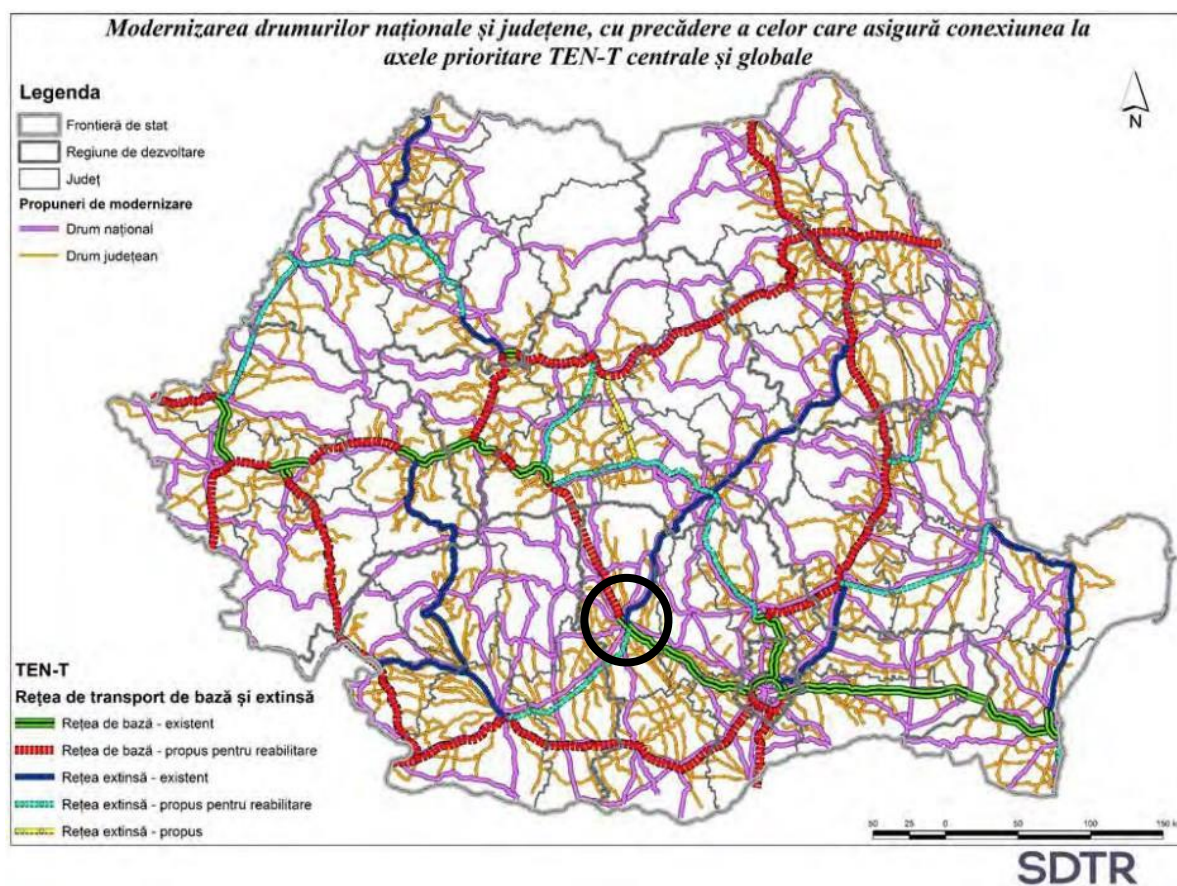 Modernizarea drumurilor naționale și județene, cu precădere a celor care asigură conexiunea la
axele prioritare TEN-T centrale și globale
Legenda
Frontieră de stat
Regiune de dezvoltare
Județ
Propuneri de modernizare
Drum național
Drum județean
N
TEN-T
Rețea de transport de bază și extinsă
Rețea de bază - existent
Rețea de bază - propus pentru reabilitare
Rețea extinsă - existent
Rețea extinsă - propus pentru reabilitare
Rețea extinsă - propus
50 25 0 50 100 150 km
SDTR